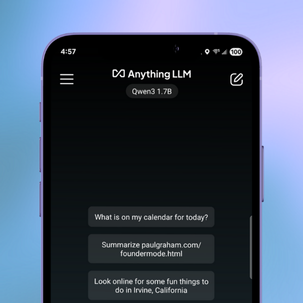 4:57
100
Anything LLM
Qwen3 1.7B
What is on my calendar for today?
Summarize paulgraham.com/
foundermode.html
Look online for some fun things to
do in Irvine, California